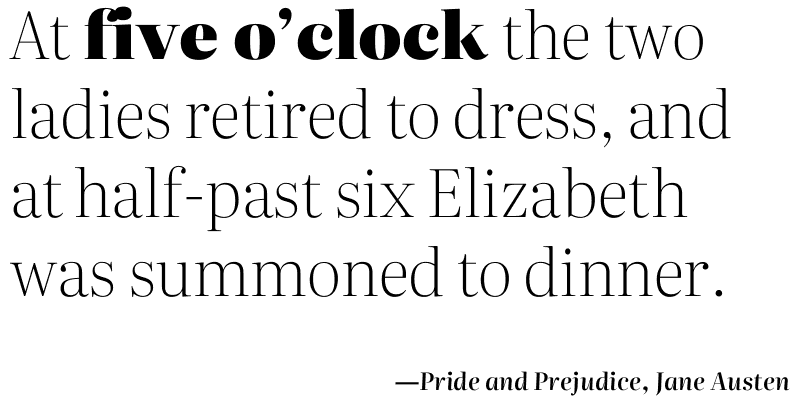 At five o’clock the two
ladies retired to dress, and
at half-past six Elizabeth
was summoned to dinner.
—Pride and Prejudice, Jane Austen